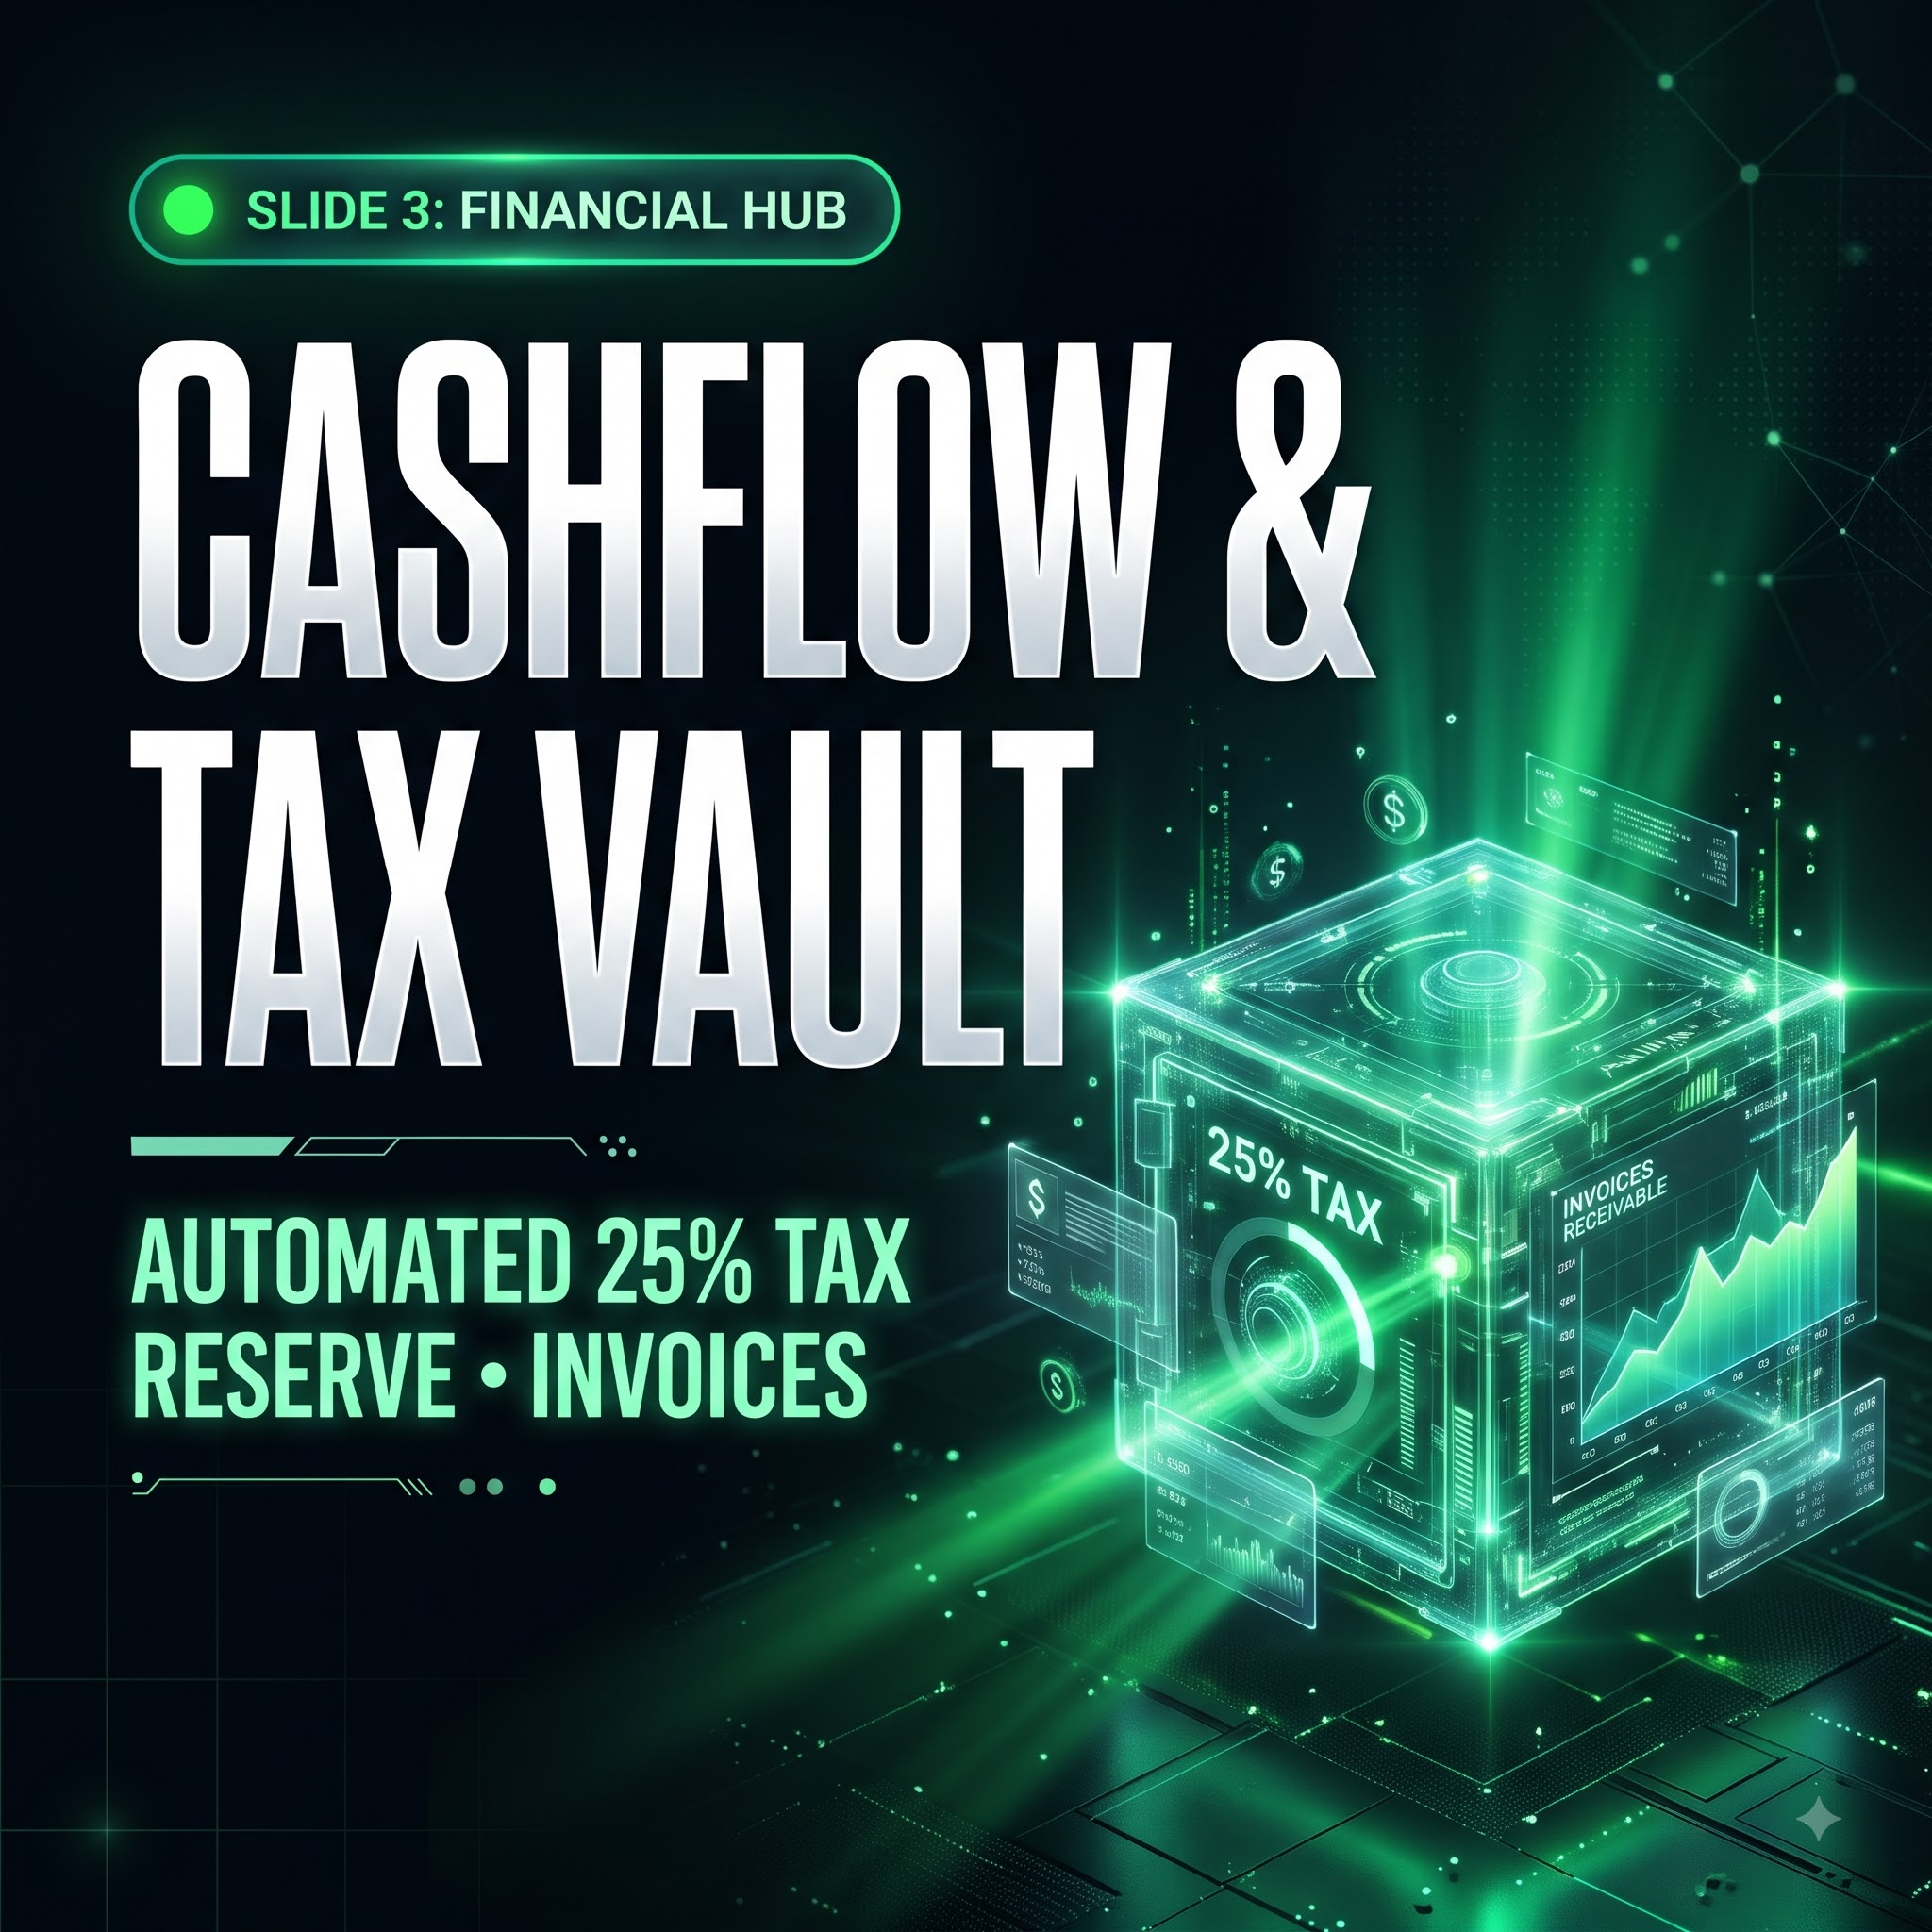 SLIDE 3: FINANCIAL HUB
CASHFLOW &
TAX VAULT
AUTOMATED 25% TAX
RESERVE • INVOICES
$
$
25% TAX
INVOICES
RECEIVABLE
$
$